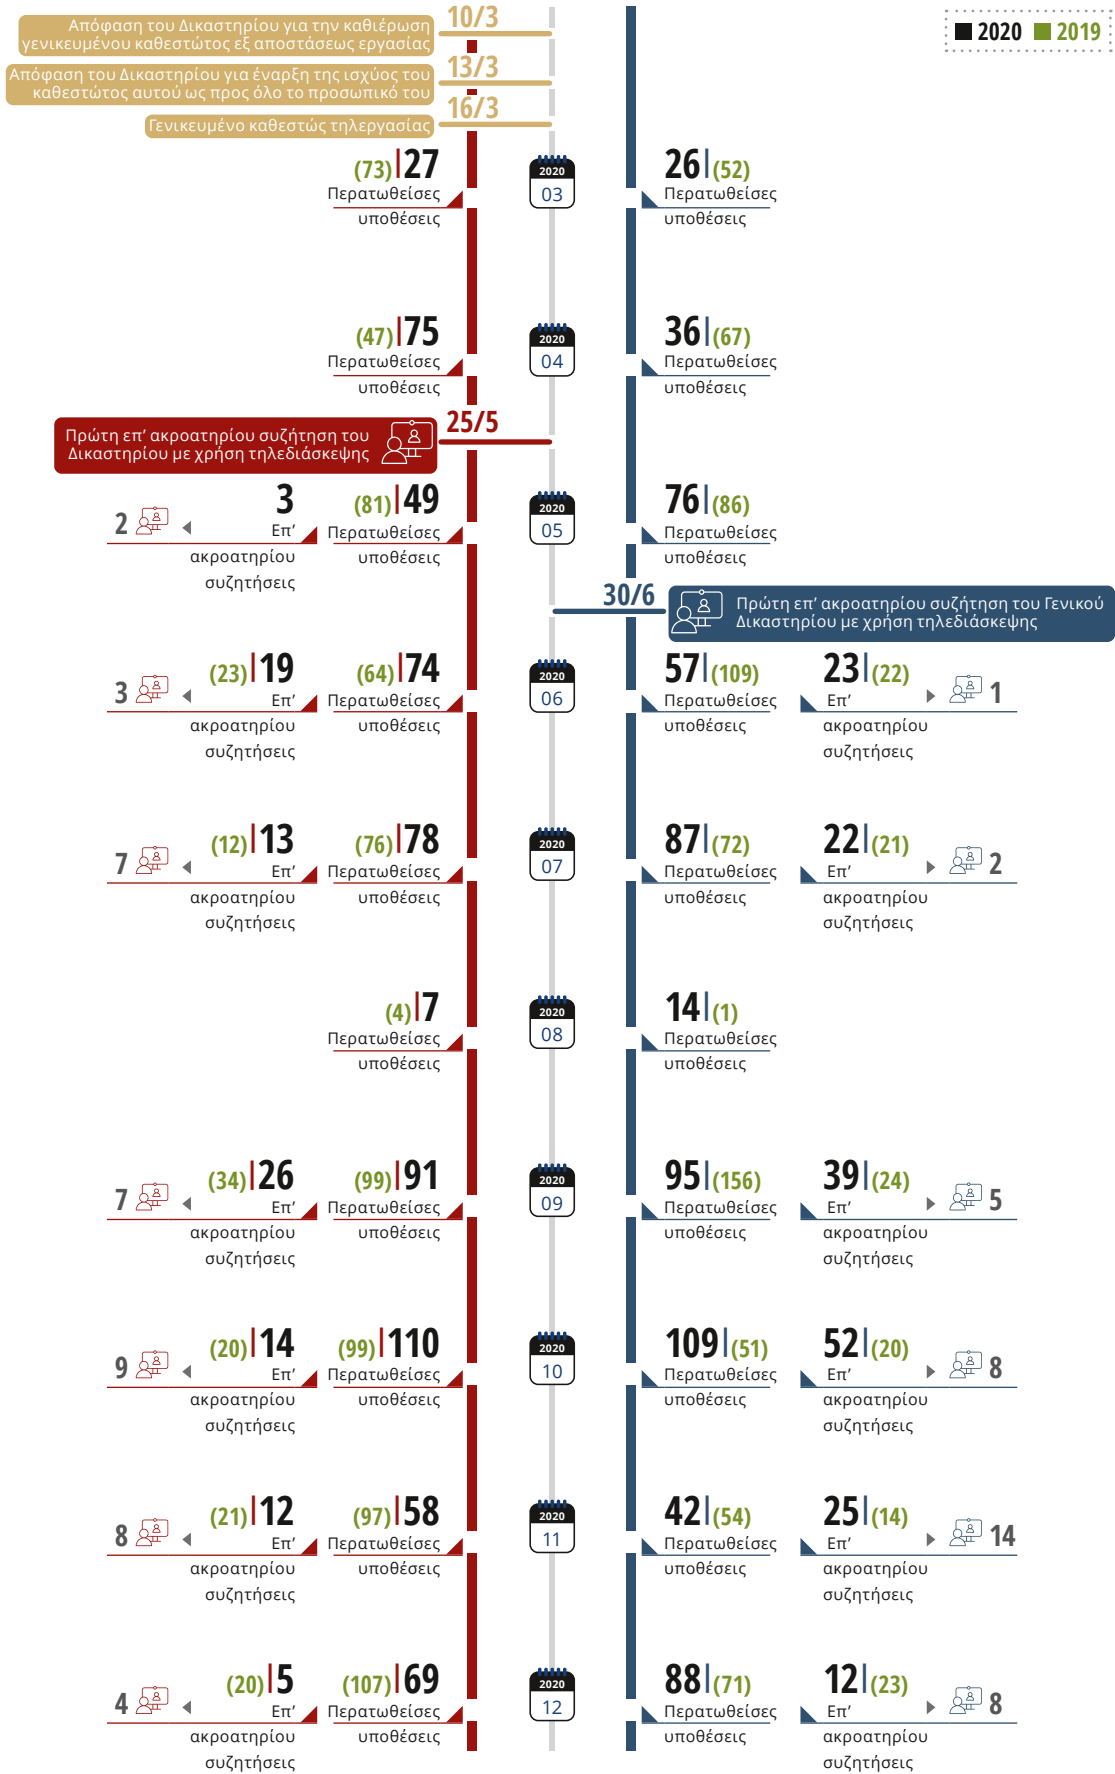 2020 2019
10/3
Απόφαση του Δικαστηρίου για την καθιέρωση
γενικευμένου καθεστώτος εξ αποστάσεως εργασίας
13/3
Απόφαση του Δικαστηρίου για έναρξη της ισχύος του
καθεστώτος αυτού ως προς όλο το προσωπικό του
16/3
Γενικευμένο καθεστώς τηλεργασίας
(73) 27 2020 26 (52)
Περατωθείσες 03 Περατωθείσες
υποθέσεις υποθέσεις
(47) 75 2020 36 (67)
Περατωθείσες 04 Περατωθείσες
υποθέσεις υποθέσεις
25/5
Πρώτη επ’ ακροατηρίου συζήτηση του
Δικαστηρίου με χρήση τηλεδιάσκεψης
2 3 (81) 49 2020 76 (86)
Επ’ Περατωθείσες 05 Περατωθείσες
ακροατηρίου υποθέσεις υποθέσεις
συζητήσεις
30/6
Πρώτη επ’ ακροατηρίου συζήτηση του Γενικού
Δικαστηρίου με χρήση τηλεδιάσκεψης
3 (23) 19 (64) 74 2020 57 (109) 23 (22) 1
Επ’ Περατωθείσες 06 Περατωθείσες Επ’
ακροατηρίου υποθέσεις υποθέσεις ακροατηρίου
συζητήσεις συζητήσεις
7 (12) 13 (76) 78 2020 87 (72) 22 (21) 2
Επ’ Περατωθείσες 07 Περατωθείσες Επ’
ακροατηρίου υποθέσεις υποθέσεις ακροατηρίου
συζητήσεις συζητήσεις
(4) 7 2020 14 (1)
Περατωθείσες 08 Περατωθείσες
υποθέσεις υποθέσεις
7 (34) 26 (99) 91 2020 95 (156) 39 (24) 5
Επ’ Περατωθείσες 09 Περατωθείσες Επ’
ακροατηρίου υποθέσεις υποθέσεις ακροατηρίου
συζητήσεις συζητήσεις
9 (20) 14 (99) 110 2020 109 (51) 52 (20) 8
Επ’ Περατωθείσες 10 Περατωθείσες Επ’
ακροατηρίου υποθέσεις υποθέσεις ακροατηρίου
συζητήσεις συζητήσεις
8 (21) 12 (97) 58 2020 42 (54) 25 (14) 14
Επ’ Περατωθείσες 11 Περατωθείσες Επ’
ακροατηρίου υποθέσεις υποθέσεις ακροατηρίου
συζητήσεις συζητήσεις
4 (20) 5 (107) 69 2020 88 (71) 12 (23) 8
Επ’ Περατωθείσες 12 Περατωθείσες Επ’
ακροατηρίου υποθέσεις υποθέσεις ακροατηρίου
συζητήσεις συζητήσεις